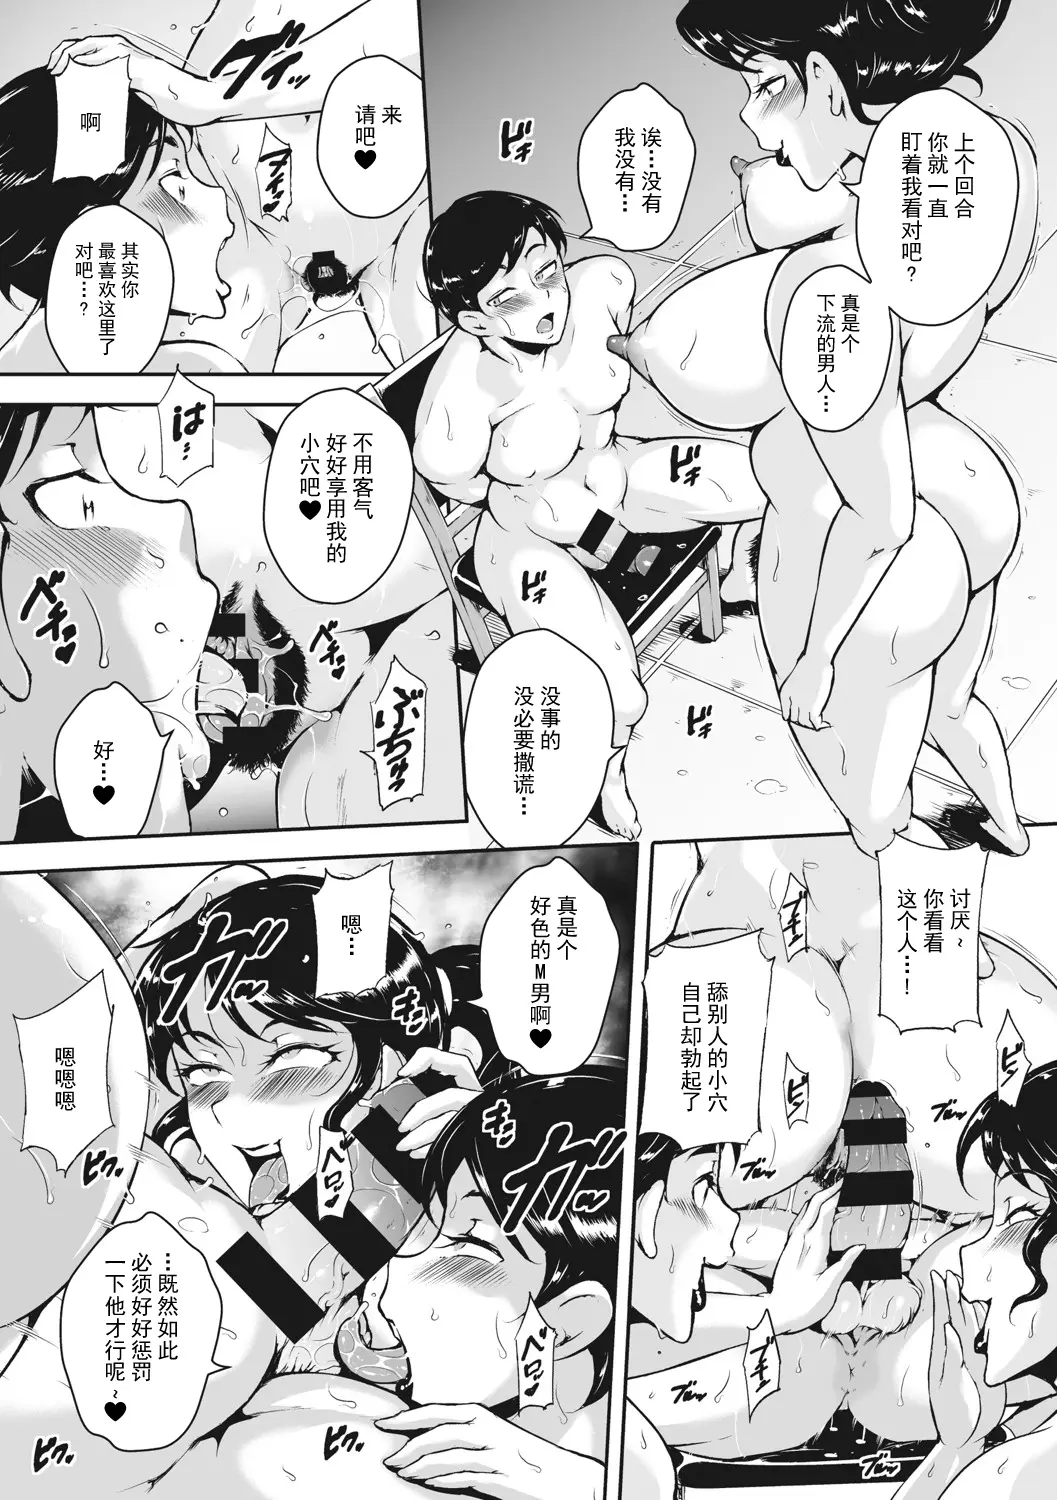 上个回合
你就一直
盯着我看
对吧？
真是个
下流的男人…
诶…没有
我没有…
没事的
没必要撒谎…
来
请吧♥
啊
其实你
最喜欢这里了
对吧…？
不用客气
好好享用我的
小穴吧♥
好…
♥
讨厌~
你看看
这个人…！
舔别人的小穴
自己却勃起了
真是个
好色的M男啊♥
嗯…
嗯嗯嗯
…既然如此
必须好好惩罚
一下他才行呢~♥